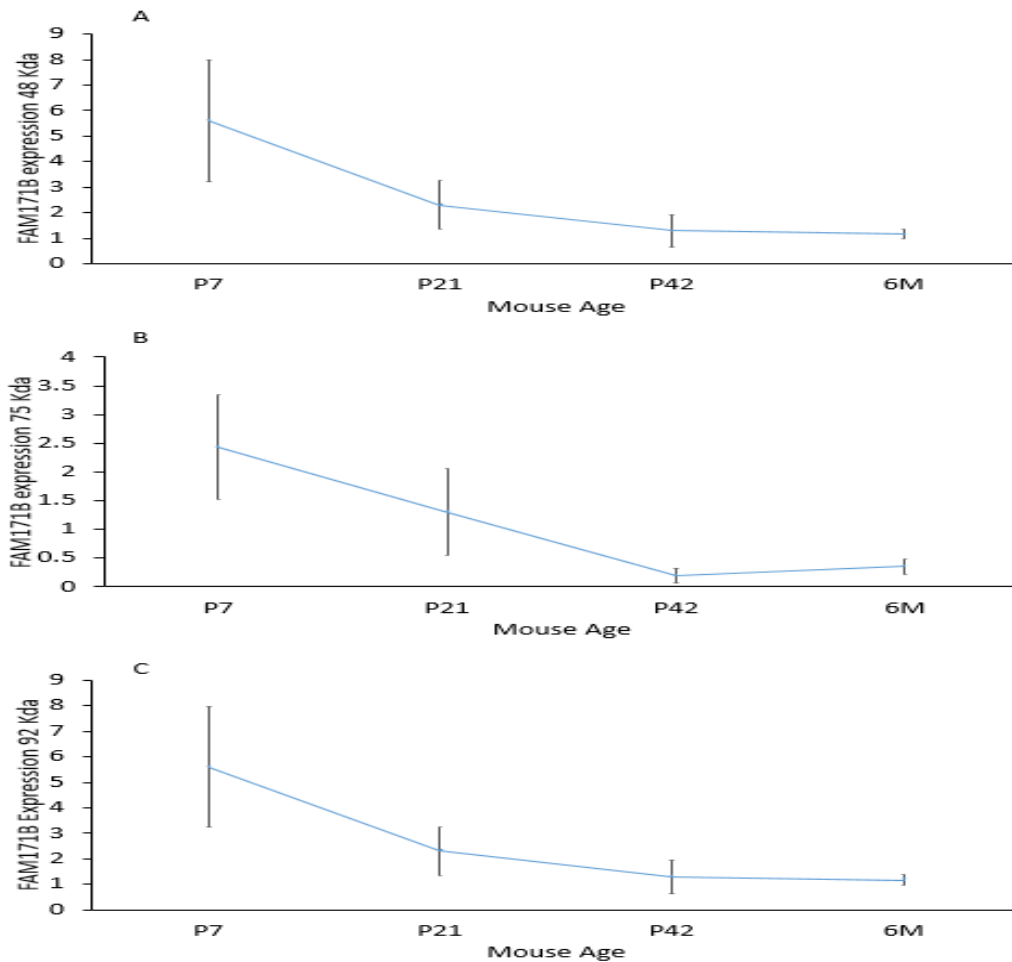 A
FAM171B expression 48 Kda
9
8
7
6
5
4
3
2
1
0
P7 P21 P42 6M
Mouse Age
B
FAM171B expression 75 Kda
4
3.5
3
2.5
2
1.5
1
0.5
0
P7 P21 P42 6M
Mouse Age
C
FAM171B Expression 92 Kda
9
8
7
6
5
4
3
2
1
0
P7 P21 P42 6M
Mouse Age